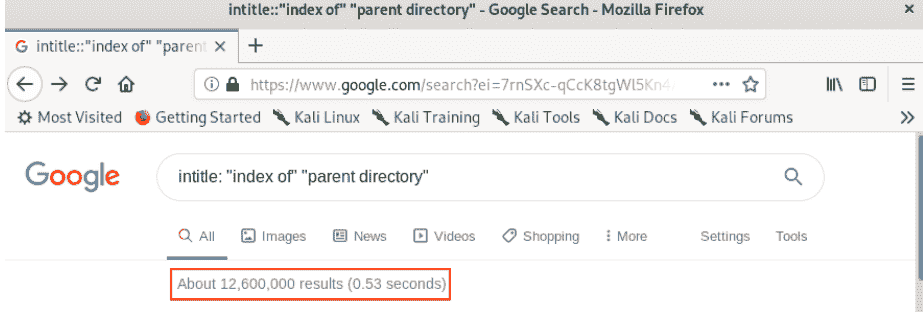 intitle::"index of" "parent directory" - Google Search - Mozilla Firefox
G intitle::"index of" "parent
https://www.google.com/search?ei=7rnSXc-qCcK8tgWl5Kn4
Most Visited Getting Started Kali Linux Kali Training Kali Tools Kali Docs Kali Forums
Google intitle: "index of" "parent directory"
All Images News Videos Shopping More Settings Tools
About 12,600,000 results (0.53 seconds)